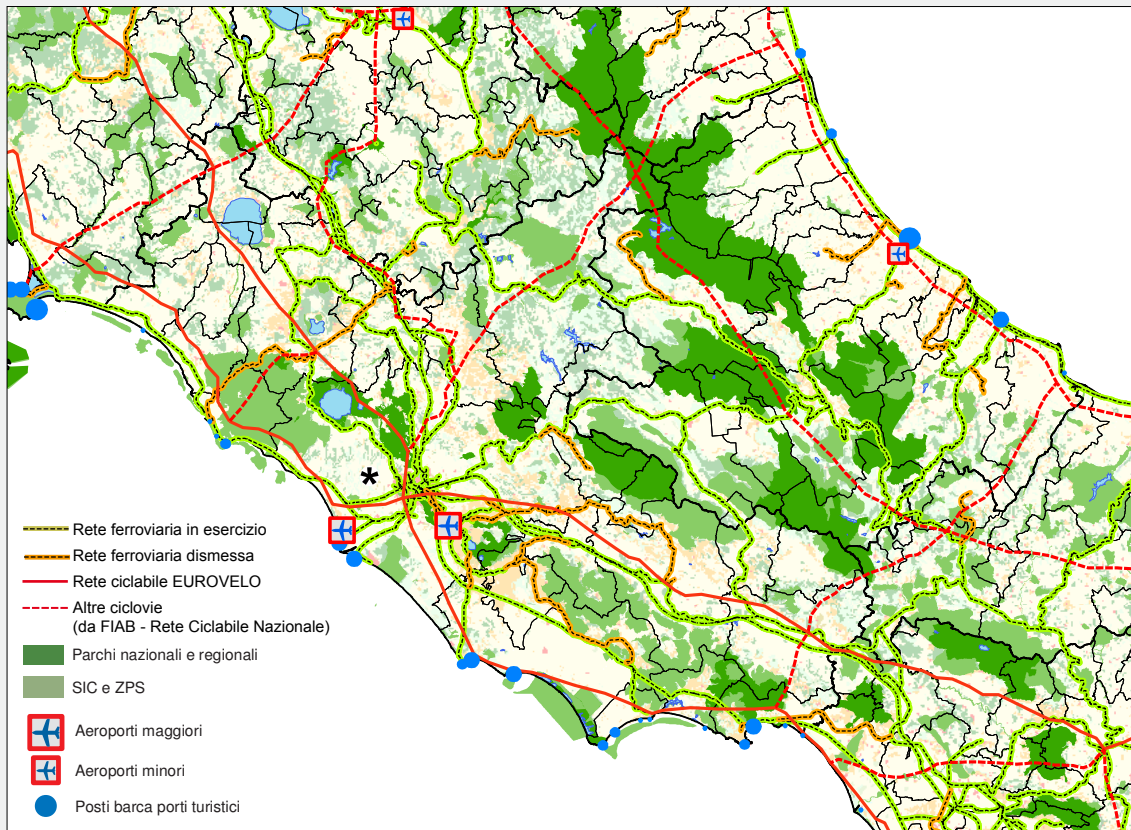 *
Rete ferroviaria in esercizio
Rete ferroviaria dismessa
Rete ciclabile EUROVELO
Altre ciclovie
(da FIAB - Rete Ciclabile Nazionale)
Parchi nazionali e regionali
SIC e ZPS
Aeroporti maggiori
Aeroporti minori
Posti barca porti turistici